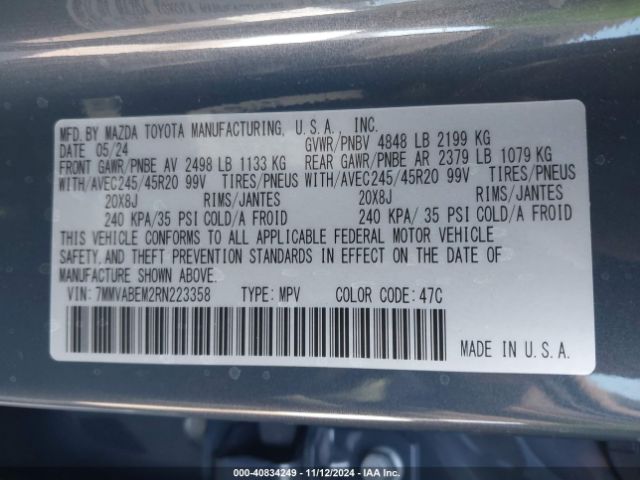 TOYOTA MANUFACTURING
MFD. BY MAZDA TOYOTA MANUFACTURING, U.S.A. INC.
DATE 05/24 GVWR/PNBV 4848 LB 2199 KG
FRONT GAWR/PNBE AV 2498 LB 1133 KG REAR GAWR/PNBE AR 2379 LB 1079 KG
WITH/AVEC245/45R20 99V TIRES/PNEUS WITH/AVEC245/45R20 99V TIRES/PNEUS
20X8J RIMS/JANTES 20X8J RIMS/JANTES
240 KPA/35 PSI COLD/A FROID 240 KPA/ 35 PSI COLD/A FROID
THIS VEHICLE CONFORMS TO ALL APPLICABLE FEDERAL MOTOR VEHICLE
SAFETY,AND THEFT PREVENTION STANDARDS IN EFFECT ON THE DATE OF
MANUFACTURE SHOWN ABOVE.
VIN:7MMVABEM2RN223358 TYPE:MPV COLOR CODE:47C
MADE IN U.S.A.
000-40834249 - 11/12/2024 - IAA Inc.